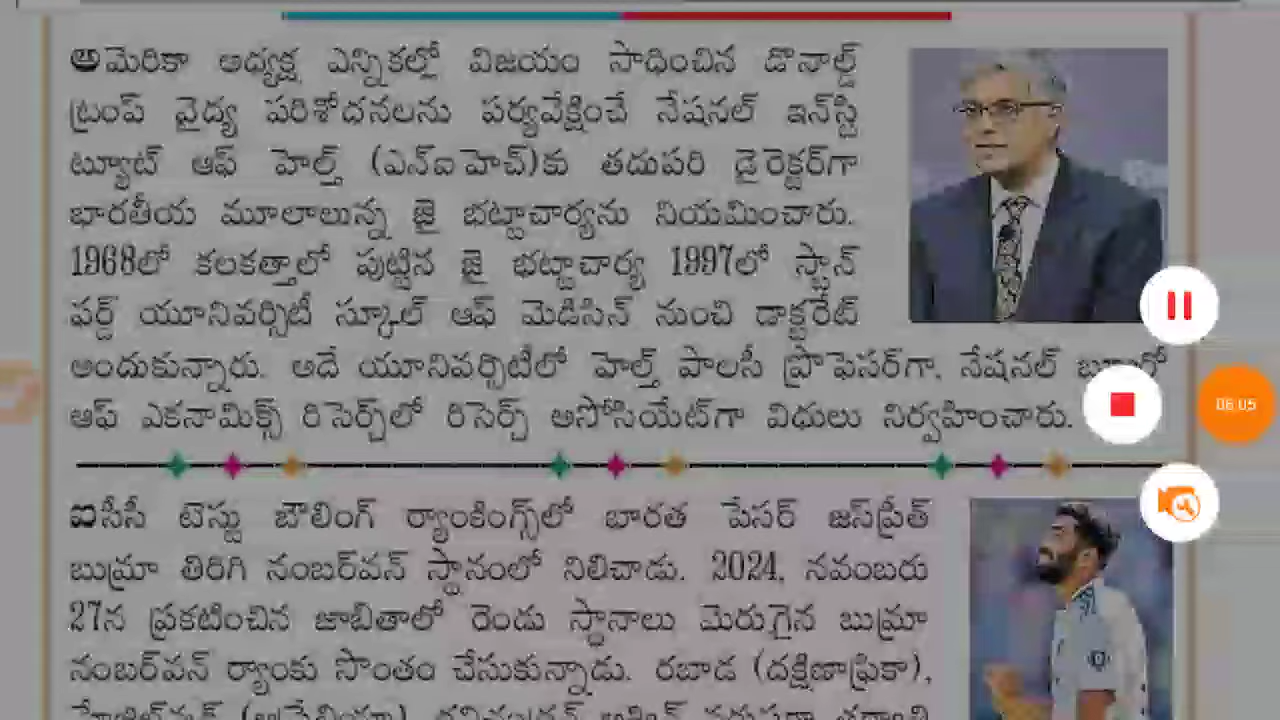 అమెరికా అధ్యక్ష ఎన్నికల్లో విజయం సాధించిన డొనాల్డ్
ట్రంప్ వైద్య పరిశోధనలను పర్యవేక్షించే నేషనల్ ఇన్‌స్టి
ట్యూట్ ఆఫ్ హెల్త్ (ఎన్ఐహెచ్)కు తదుపరి డైరెక్టర్‌గా
భారతీయ మూలాలున్న జై భట్టాచార్యను నియమించారు.
1968లో కలకత్తాలో పుట్టిన జై భట్టాచార్య 1997లో స్టాన్
ఫర్డ్ యూనివర్సిటీ స్కూల్ ఆఫ్ మెడిసిన్ నుంచి డాక్టరేట్
అందుకున్నారు. అదే యూనివర్సిటీలో హెల్త్ పాలసీ ప్రొఫెసర్‌గా, నేషనల్
ఆఫ్ ఎకనామిక్స్ రిసెర్చ్‌లో రిసెర్చ్ అసోసియేట్‌గా విధులు నిర్వహించారు.
06:05
ఐసీసీ టెస్టు బౌలింగ్ ర్యాంకింగ్స్‌లో భారత పేసర్ జస్‌ప్రీత్
బుమ్రా తిరిగి నంబర్‌వన్ స్థానంలో నిలిచాడు. 2024, నవంబరు
27న ప్రకటించిన జాబితాలో రెండు స్థానాలు మెరుగైన బుమ్రా
నంబర్‌వన్ ర్యాంకు సొంతం చేసుకున్నాడు. రబాడ (దక్షిణాఫ్రికా),